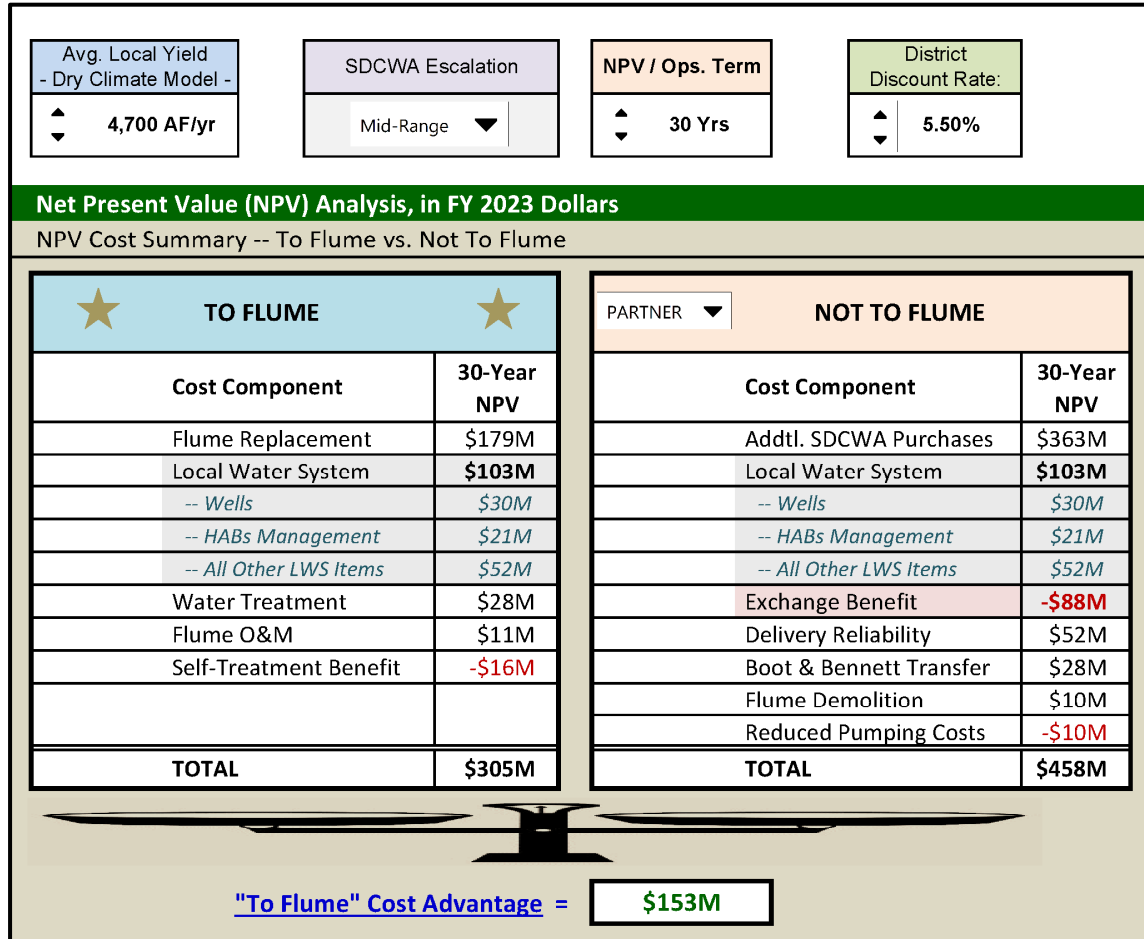 Avg. Local Yield
- Dry Climate Model -
4,700 AF/yr
SDCWA Escalation
Mid-Range
NPV / Ops. Term
30 Yrs
District
Discount Rate:
5.50%
Net Present Value (NPV) Analysis, in FY 2023 Dollars
NPV Cost Summary -- To Flume vs. Not To Flume
TO FLUME
Cost Component 30-Year NPV
Flume Replacement $179M
Local Water System $103M
-- Wells $30M
-- HABs Management $21M
-- All Other LWS Items $52M
Water Treatment $28M
Flume O&M $11M
Self-Treatment Benefit -$16M
TOTAL $305M
PARTNER NOT TO FLUME
Cost Component 30-Year NPV
Addtl. SDCWA Purchases $363M
Local Water System $103M
-- Wells $30M
-- HABs Management $21M
-- All Other LWS Items $52M
Exchange Benefit -$88M
Delivery Reliability $52M
Boot & Bennett Transfer $28M
Flume Demolition $10M
Reduced Pumping Costs -$10M
TOTAL $458M
"To Flume" Cost Advantage = $153M